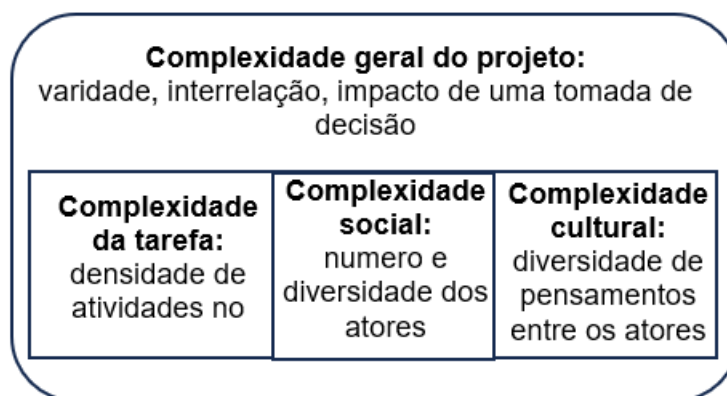 Complexidade geral do projeto:
varidade, interrelação, impacto de uma tomada de
decisão
Complexidade
da tarefa:
densidade de
atividades no
Complexidade
social:
numero e
diversidade dos
atores
Complexidade
cultural:
diversidade de
pensamentos
entre os atores